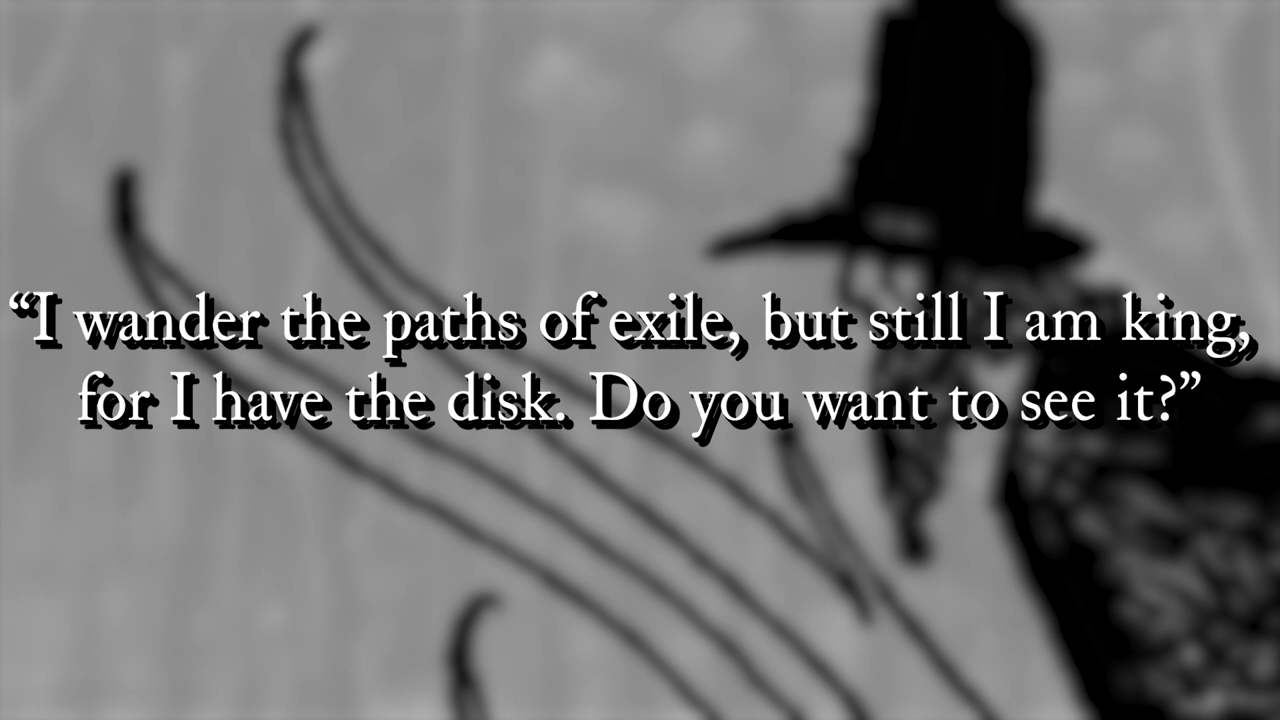 “I wander the paths of exile, but still I am king,
for I have the disk. Do you want to see it?”